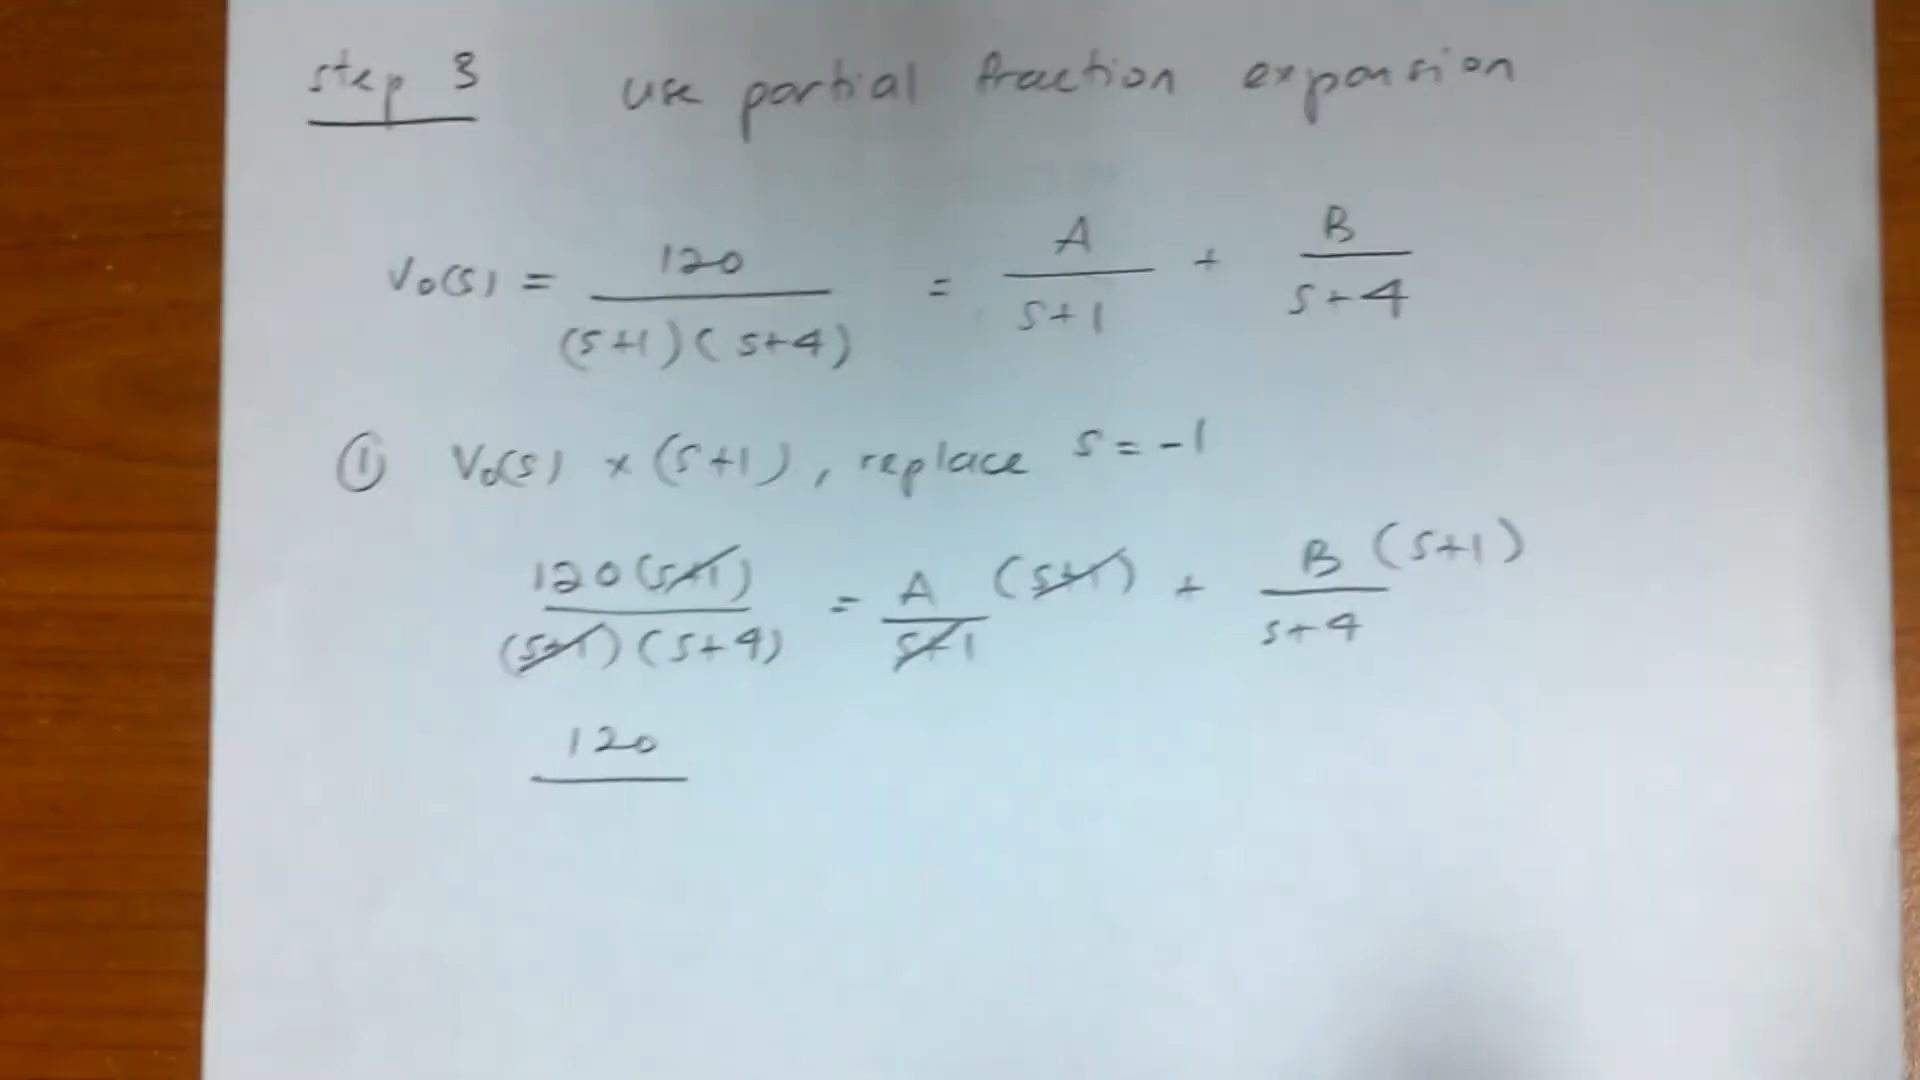 step 3 use partial fraction expansion
Vo(s) = 120 / (s+1)(s+4) = A / s+1 + B / s+4
① Vo(s) × (s+1), replace s = -1
120(s+1) / (s+1)(s+4) = A / s+1 (s+1) + B / s+4 (s+1)
120